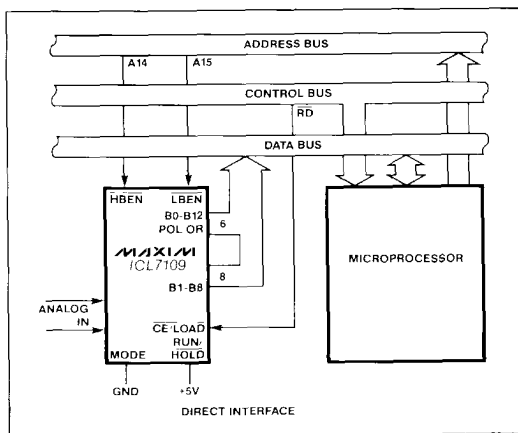 ADDRESS BUS
A14 A15
CONTROL BUS
RD
DATA BUS
HBEN LBEN
B0-B12
POL OR 6
MAXIM
ICL7109
8
B1-B8
MICROPROCESSOR
ANALOG
IN
CE/LOAD
RUN/
MODE HOLD
GND +5V
DIRECT INTERFACE